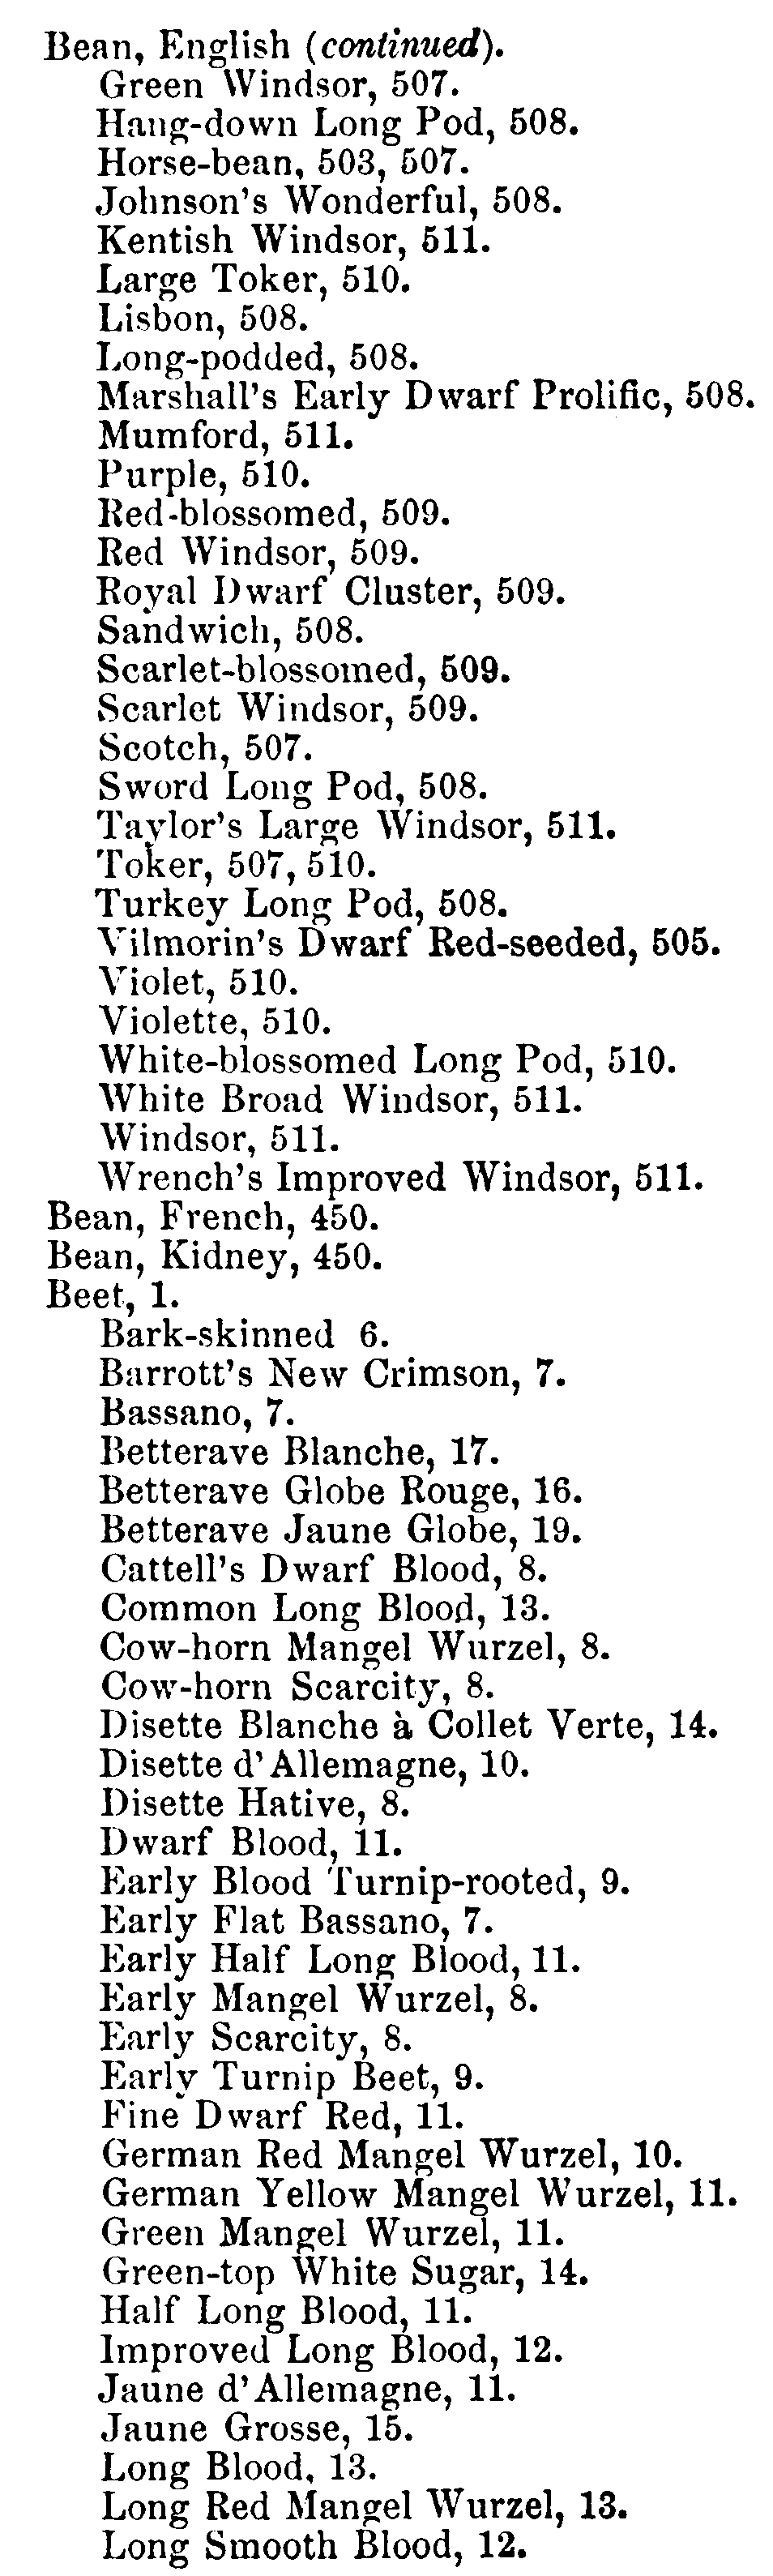 Bean, English (continued).
Green Windsor, 507.
Hang-down Long Pod, 508.
Horse-bean, 503, 507.
Johnson's Wonderful, 508.
Kentish Windsor, 511.
Large Toker, 510.
Lisbon, 508.
Long-podded, 508.
Marshall's Early Dwarf Prolific, 508.
Mumford, 511.
Purple, 510.
Red-blossomed, 509.
Red Windsor, 509.
Royal Dwarf Cluster, 509.
Sandwich, 508.
Scarlet-blossomed, 509.
Scarlet Windsor, 509.
Scotch, 507.
Sword Long Pod, 508.
Taylor's Large Windsor, 511.
Toker, 507, 510.
Turkey Long Pod, 508.
Vilmorin's Dwarf Red-seeded, 505.
Violet, 510.
Violette, 510.
White-blossomed Long Pod, 510.
White Broad Windsor, 511.
Windsor, 511.
Wrench's Improved Windsor, 511.
Bean, French, 450.
Bean, Kidney, 450.
Beet, 1.
Bark-skinned 6.
Barrott's New Crimson, 7.
Bassano, 7.
Betterave Blanche, 17.
Betterave Globe Rouge, 16.
Betterave Jaune Globe, 19.
Cattell's Dwarf Blood, 8.
Common Long Blood, 13.
Cow-horn Mangel Wurzel, 8.
Cow-horn Scarcity, 8.
Disette Blanche à Collet Verte, 14.
Disette d'Allemagne, 10.
Disette Hative, 8.
Dwarf Blood, 11.
Early Blood Turnip-rooted, 9.
Early Flat Bassano, 7.
Early Half Long Blood, 11.
Early Mangel Wurzel, 8.
Early Scarcity, 8.
Early Turnip Beet, 9.
Fine Dwarf Red, 11.
German Red Mangel Wurzel, 10.
German Yellow Mangel Wurzel, 11.
Green Mangel Wurzel, 11.
Green-top White Sugar, 14.
Half Long Blood, 11.
Improved Long Blood, 12.
Jaune d'Allemagne, 11.
Jaune Grosse, 15.
Long Blood, 13.
Long Red Mangel Wurzel, 13.
Long Smooth Blood, 12.